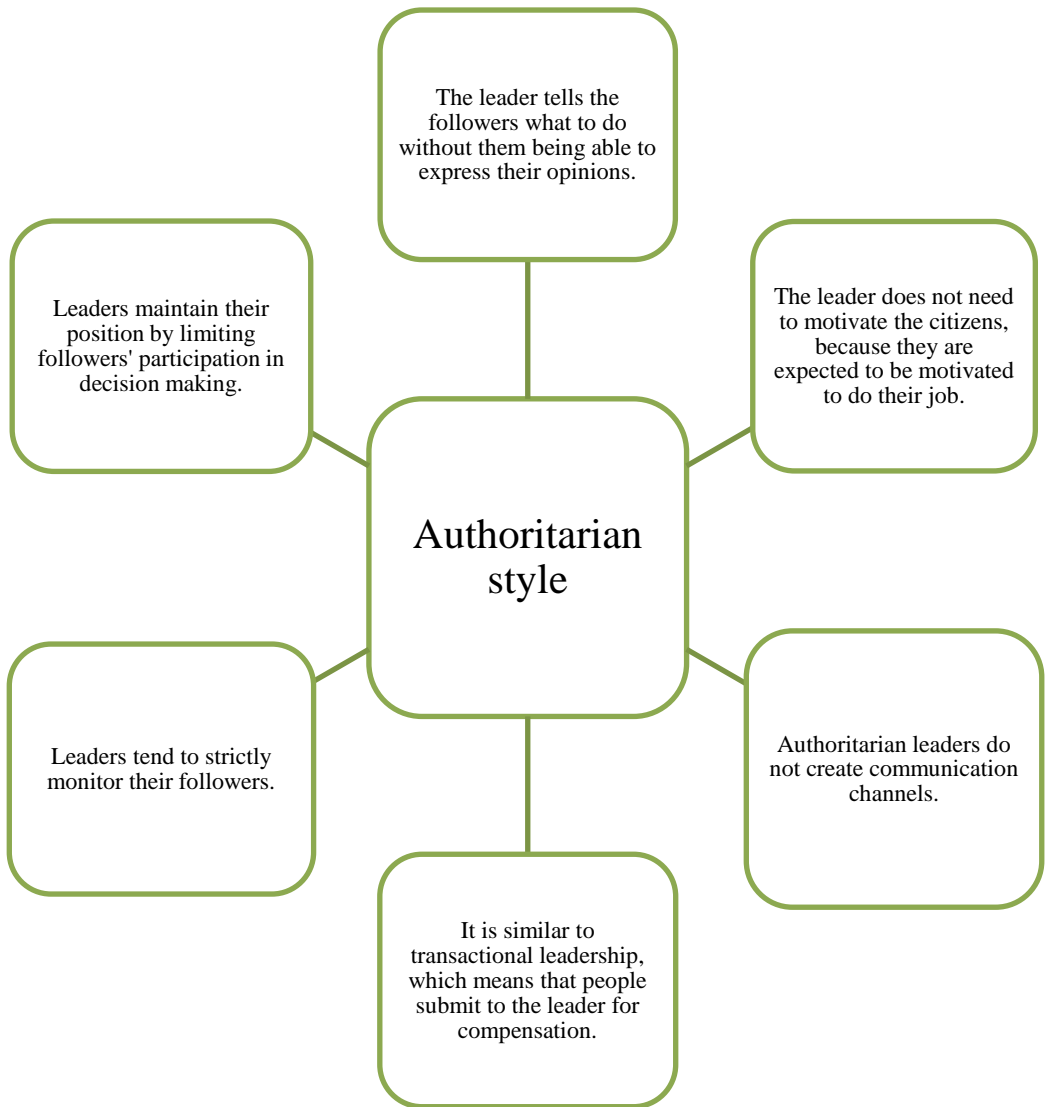 The leader tells the
followers what to do
without them being able to
express their opinions.
The leader does not need
to motivate the citizens,
because they are
expected to be motivated
to do their job.
Authoritarian leaders do
not create communication
channels.
It is similar to
transactional leadership,
which means that people
submit to the leader for
compensation.
Leaders tend to strictly
monitor their followers.
Leaders maintain their
position by limiting
followers' participation in
decision making.
Authoritarian
style